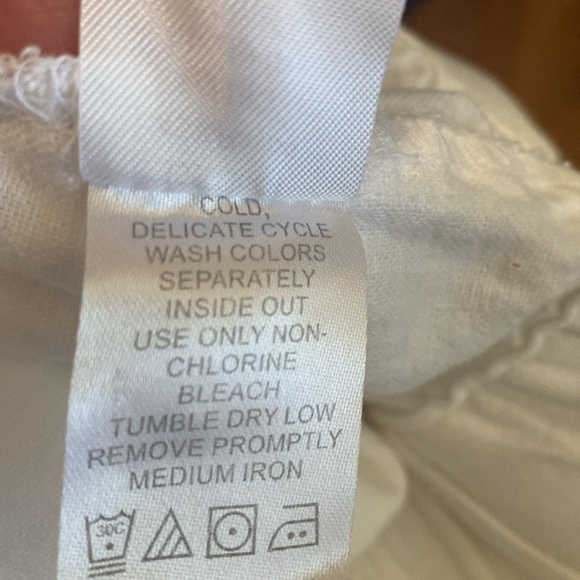 COLD,
DELICATE CYCLE
WASH COLORS
SEPARATELY
INSIDE OUT
USE ONLY NON-
CHLORINE
BLEACH
TUMBLE DRY LOW
REMOVE PROMPTLY
MEDIUM IRON
30C